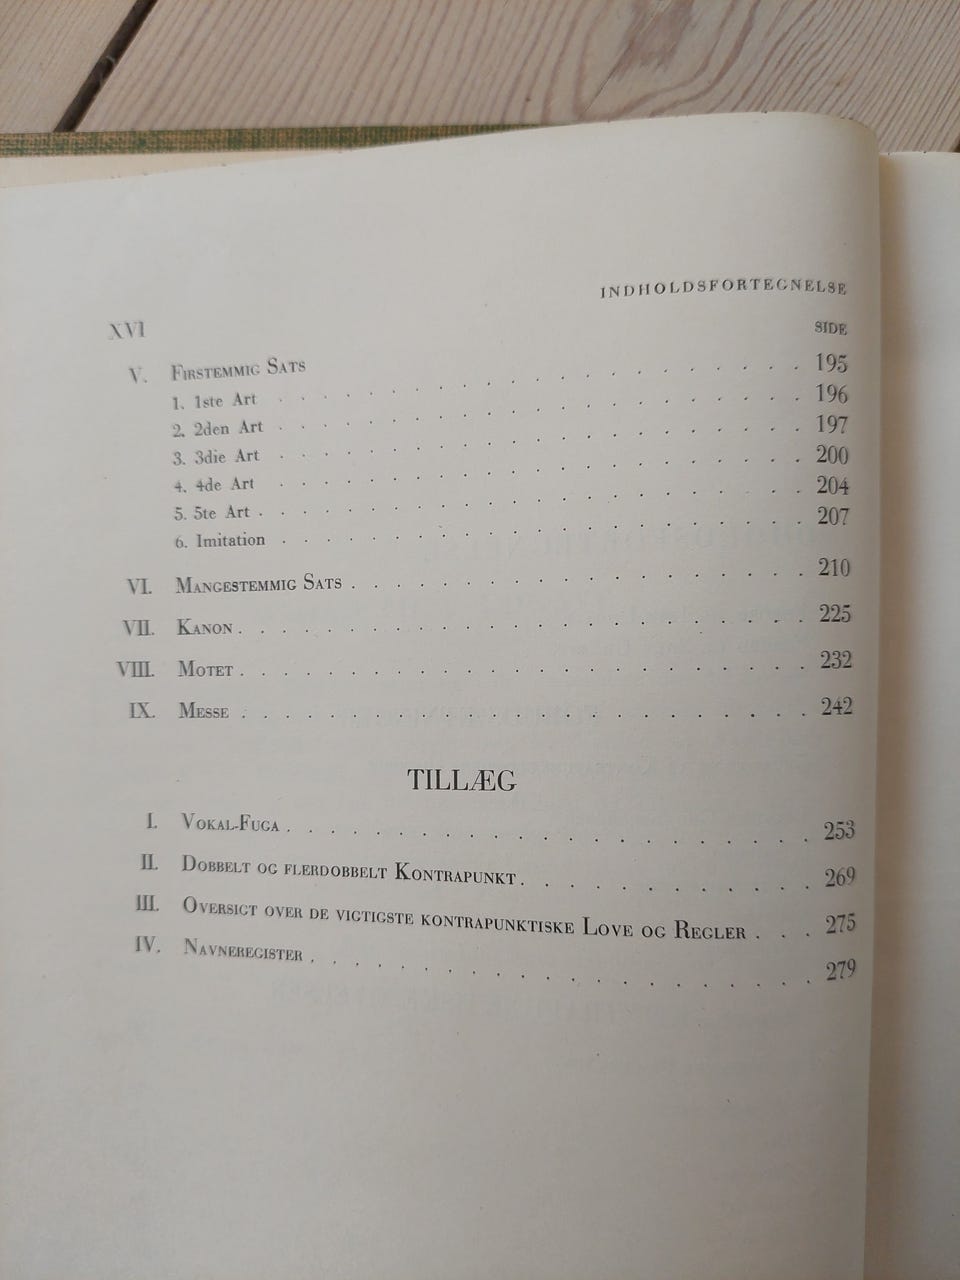 INDHOLDSFORTEGNELSE
XVI
SIDE
V. FIRSTEMMIG SATS
1. 1ste Art . . . . . . . . . . . . . . . 195
2. 2den Art . . . . . . . . . . . . . . . 196
3. 3die Art . . . . . . . . . . . . . . . 197
4. 4de Art . . . . . . . . . . . . . . . 200
5. 5te Art . . . . . . . . . . . . . . . . 204
6. Imitation . . . . . . . . . . . . . . . 207
VI. MANGESTEMMIG SATS . . . . . . . . . . . . . 210
VII. KANON . . . . . . . . . . . . . . . . . 225
VIII. MOTET . . . . . . . . . . . . . . . . . 232
IX. MESSE . . . . . . . . . . . . . . . . . 242
TILLÆG
I. VOKAL-FUGA . . . . . . . . . . . . . . . 253
II. DOBBELT OG FLERDOBBELT KONTRAPUNKT . . . . . . . . 269
III. OVERSIGT OVER DE VIGTIGSTE KONTRAPUNKTISKE LOVE OG REGLER . . . 275
IV. NAVNEREGISTER . . . . . . . . . . . . . . 279